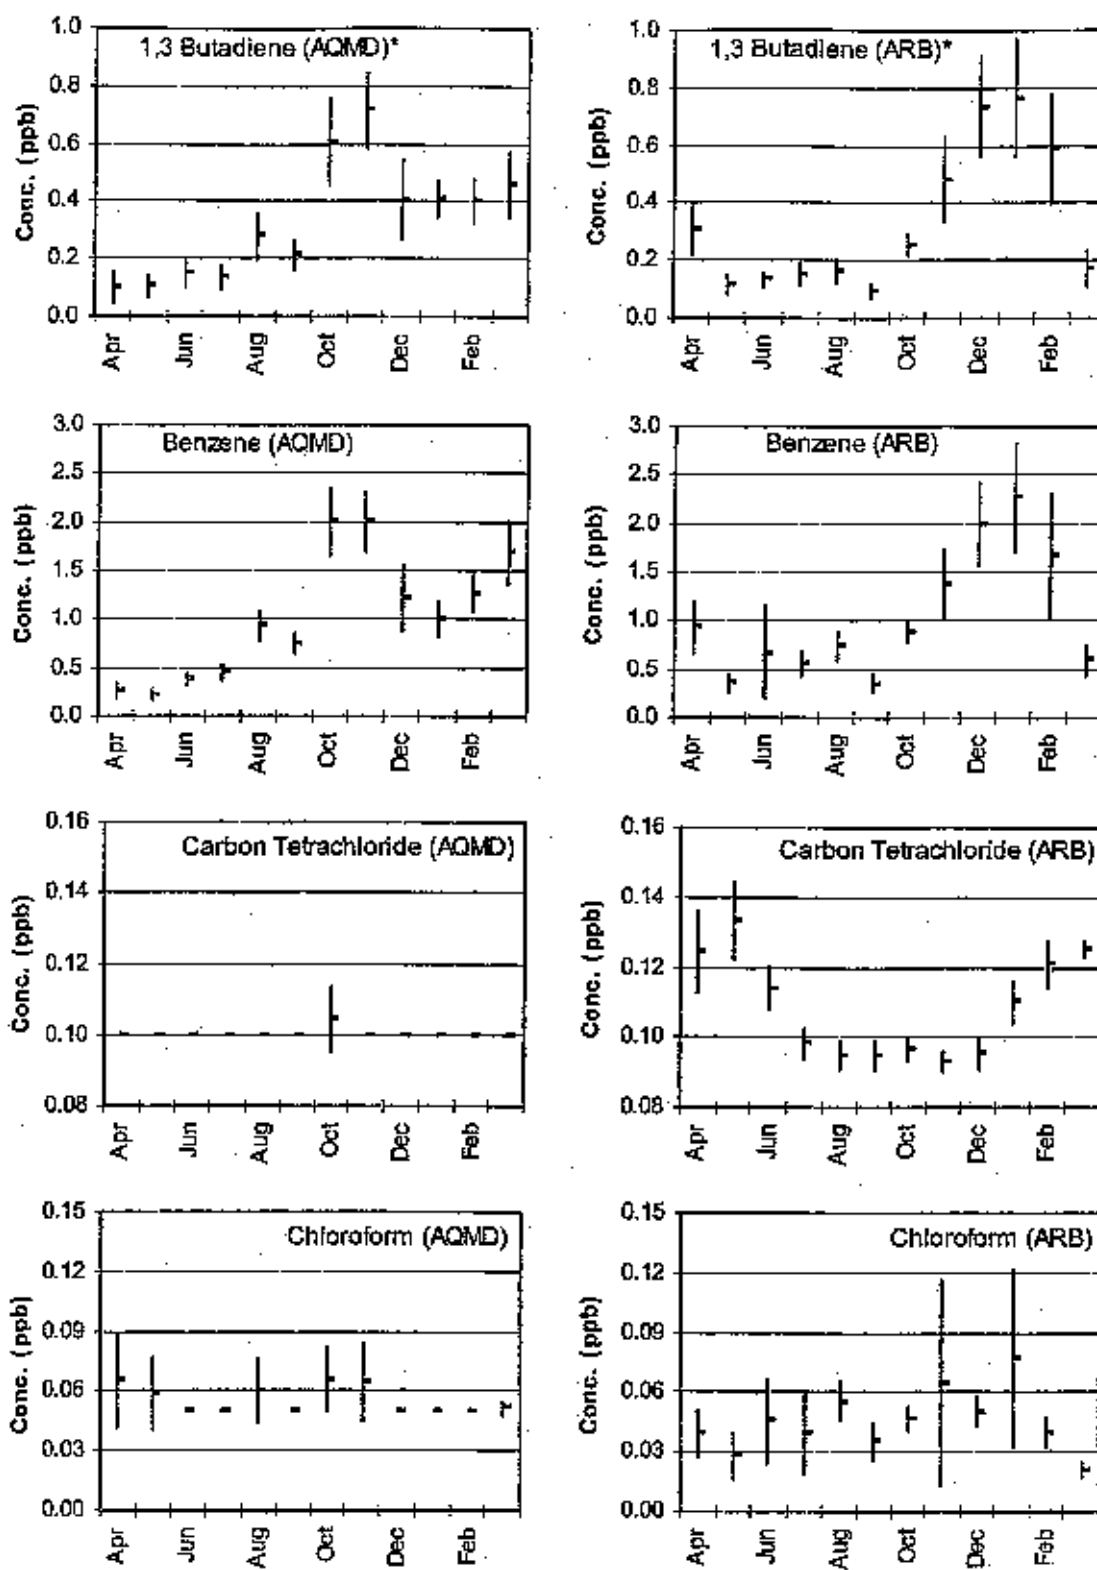 1,3 Butadiene (AQMD)*
Conc. (ppb)
1.0
0.8
0.6
0.4
0.2
0.0
Apr
Jun
Aug
Oct
Dec
Feb
1,3 Butadiene (ARB)*
Conc. (ppb)
1.0
0.8
0.6
0.4
0.2
0.0
Apr
Jun
Aug
Oct
Dec
Feb
Benzene (AQMD)
Conc. (ppb)
3.0
2.5
2.0
1.5
1.0
0.5
0.0
Apr
Jun
Aug
Oct
Dec
Feb
Benzene (ARB)
Conc. (ppb)
3.0
2.5
2.0
1.5
1.0
0.5
0.0
Apr
Jun
Aug
Oct
Dec
Feb
Carbon Tetrachloride (AQMD)
Conc. (ppb)
0.16
0.14
0.12
0.10
0.08
Apr
Jun
Aug
Oct
Dec
Feb
Carbon Tetrachloride (ARB)
Conc. (ppb)
0.16
0.14
0.12
0.10
0.08
Apr
Jun
Aug
Oct
Dec
Feb
Chloroform (AQMD)
Conc. (ppb)
0.15
0.12
0.09
0.06
0.03
0.00
Apr
Jun
Aug
Oct
Dec
Feb
Chloroform (ARB)
Conc. (ppb)
0.15
0.12
0.09
0.06
0.03
0.00
Apr
Jun
Aug
Oct
Dec
Feb